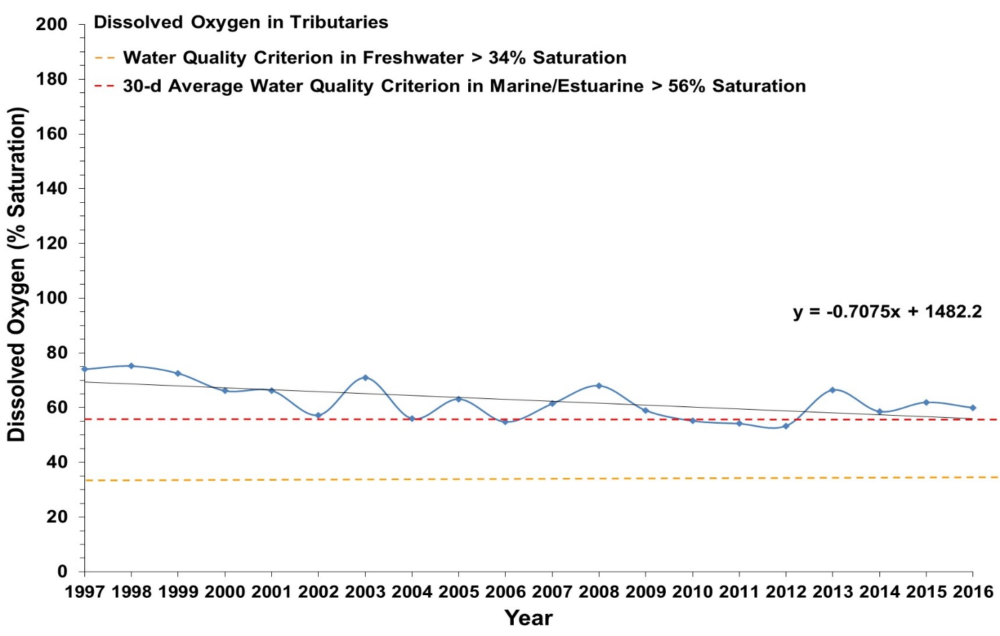 Dissolved Oxygen in Tributaries
Water Quality Criterion in Freshwater > 34% Saturation
30-d Average Water Quality Criterion in Marine/Estuarine > 56% Saturation
Dissolved Oxygen (% Saturation)
200
180
160
140
120
100
80
60
40
20
0
y = -0.7075x + 1482.2
1997 1998 1999 2000 2001 2002 2003 2004 2005 2006 2007 2008 2009 2010 2011 2012 2013 2014 2015 2016
Year